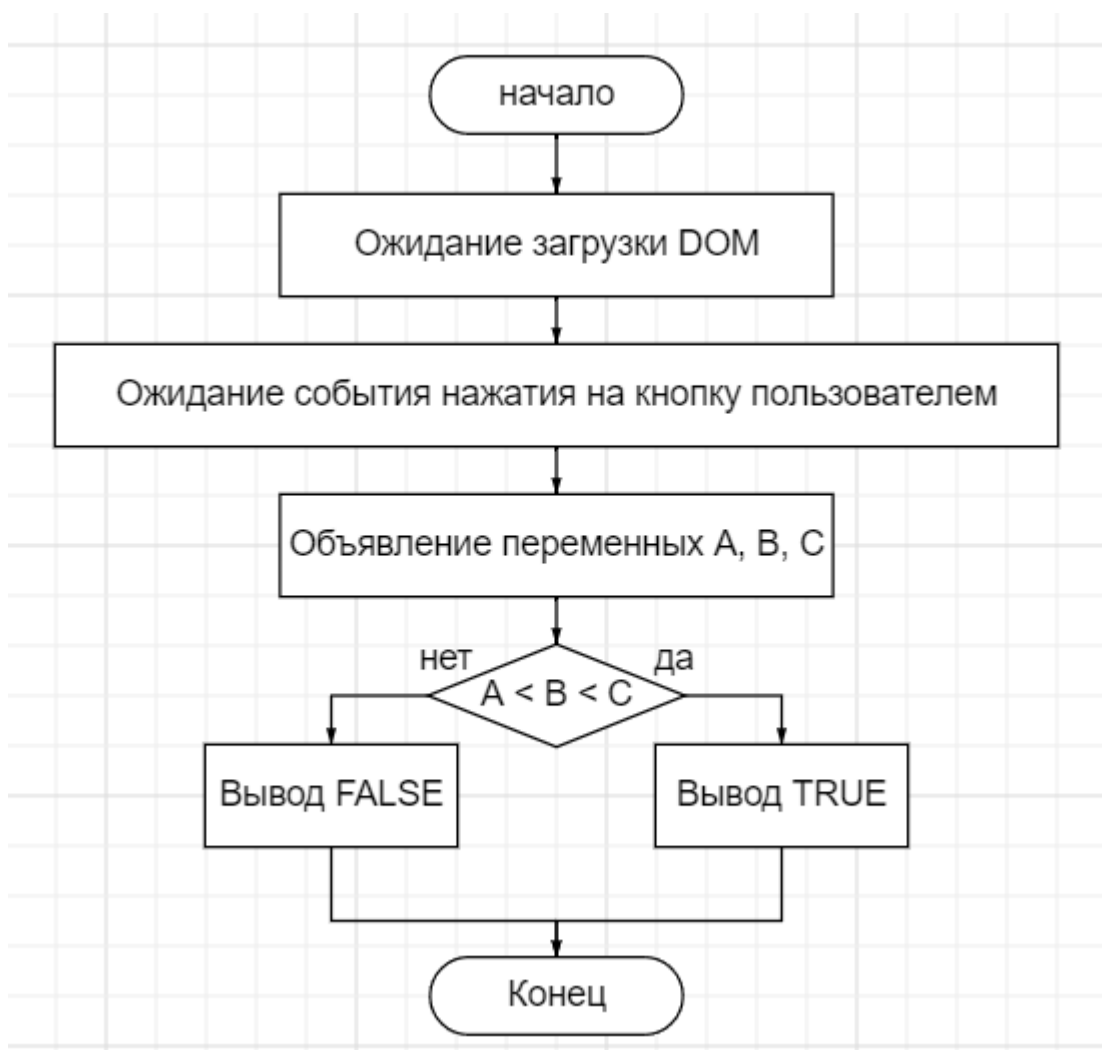 начало
Ожидание загрузки DOM
Ожидание события нажатия на кнопку пользователем
Объявление переменных A, B, C
нет
да
A < B < C
Вывод FALSE
Вывод TRUE
Конец